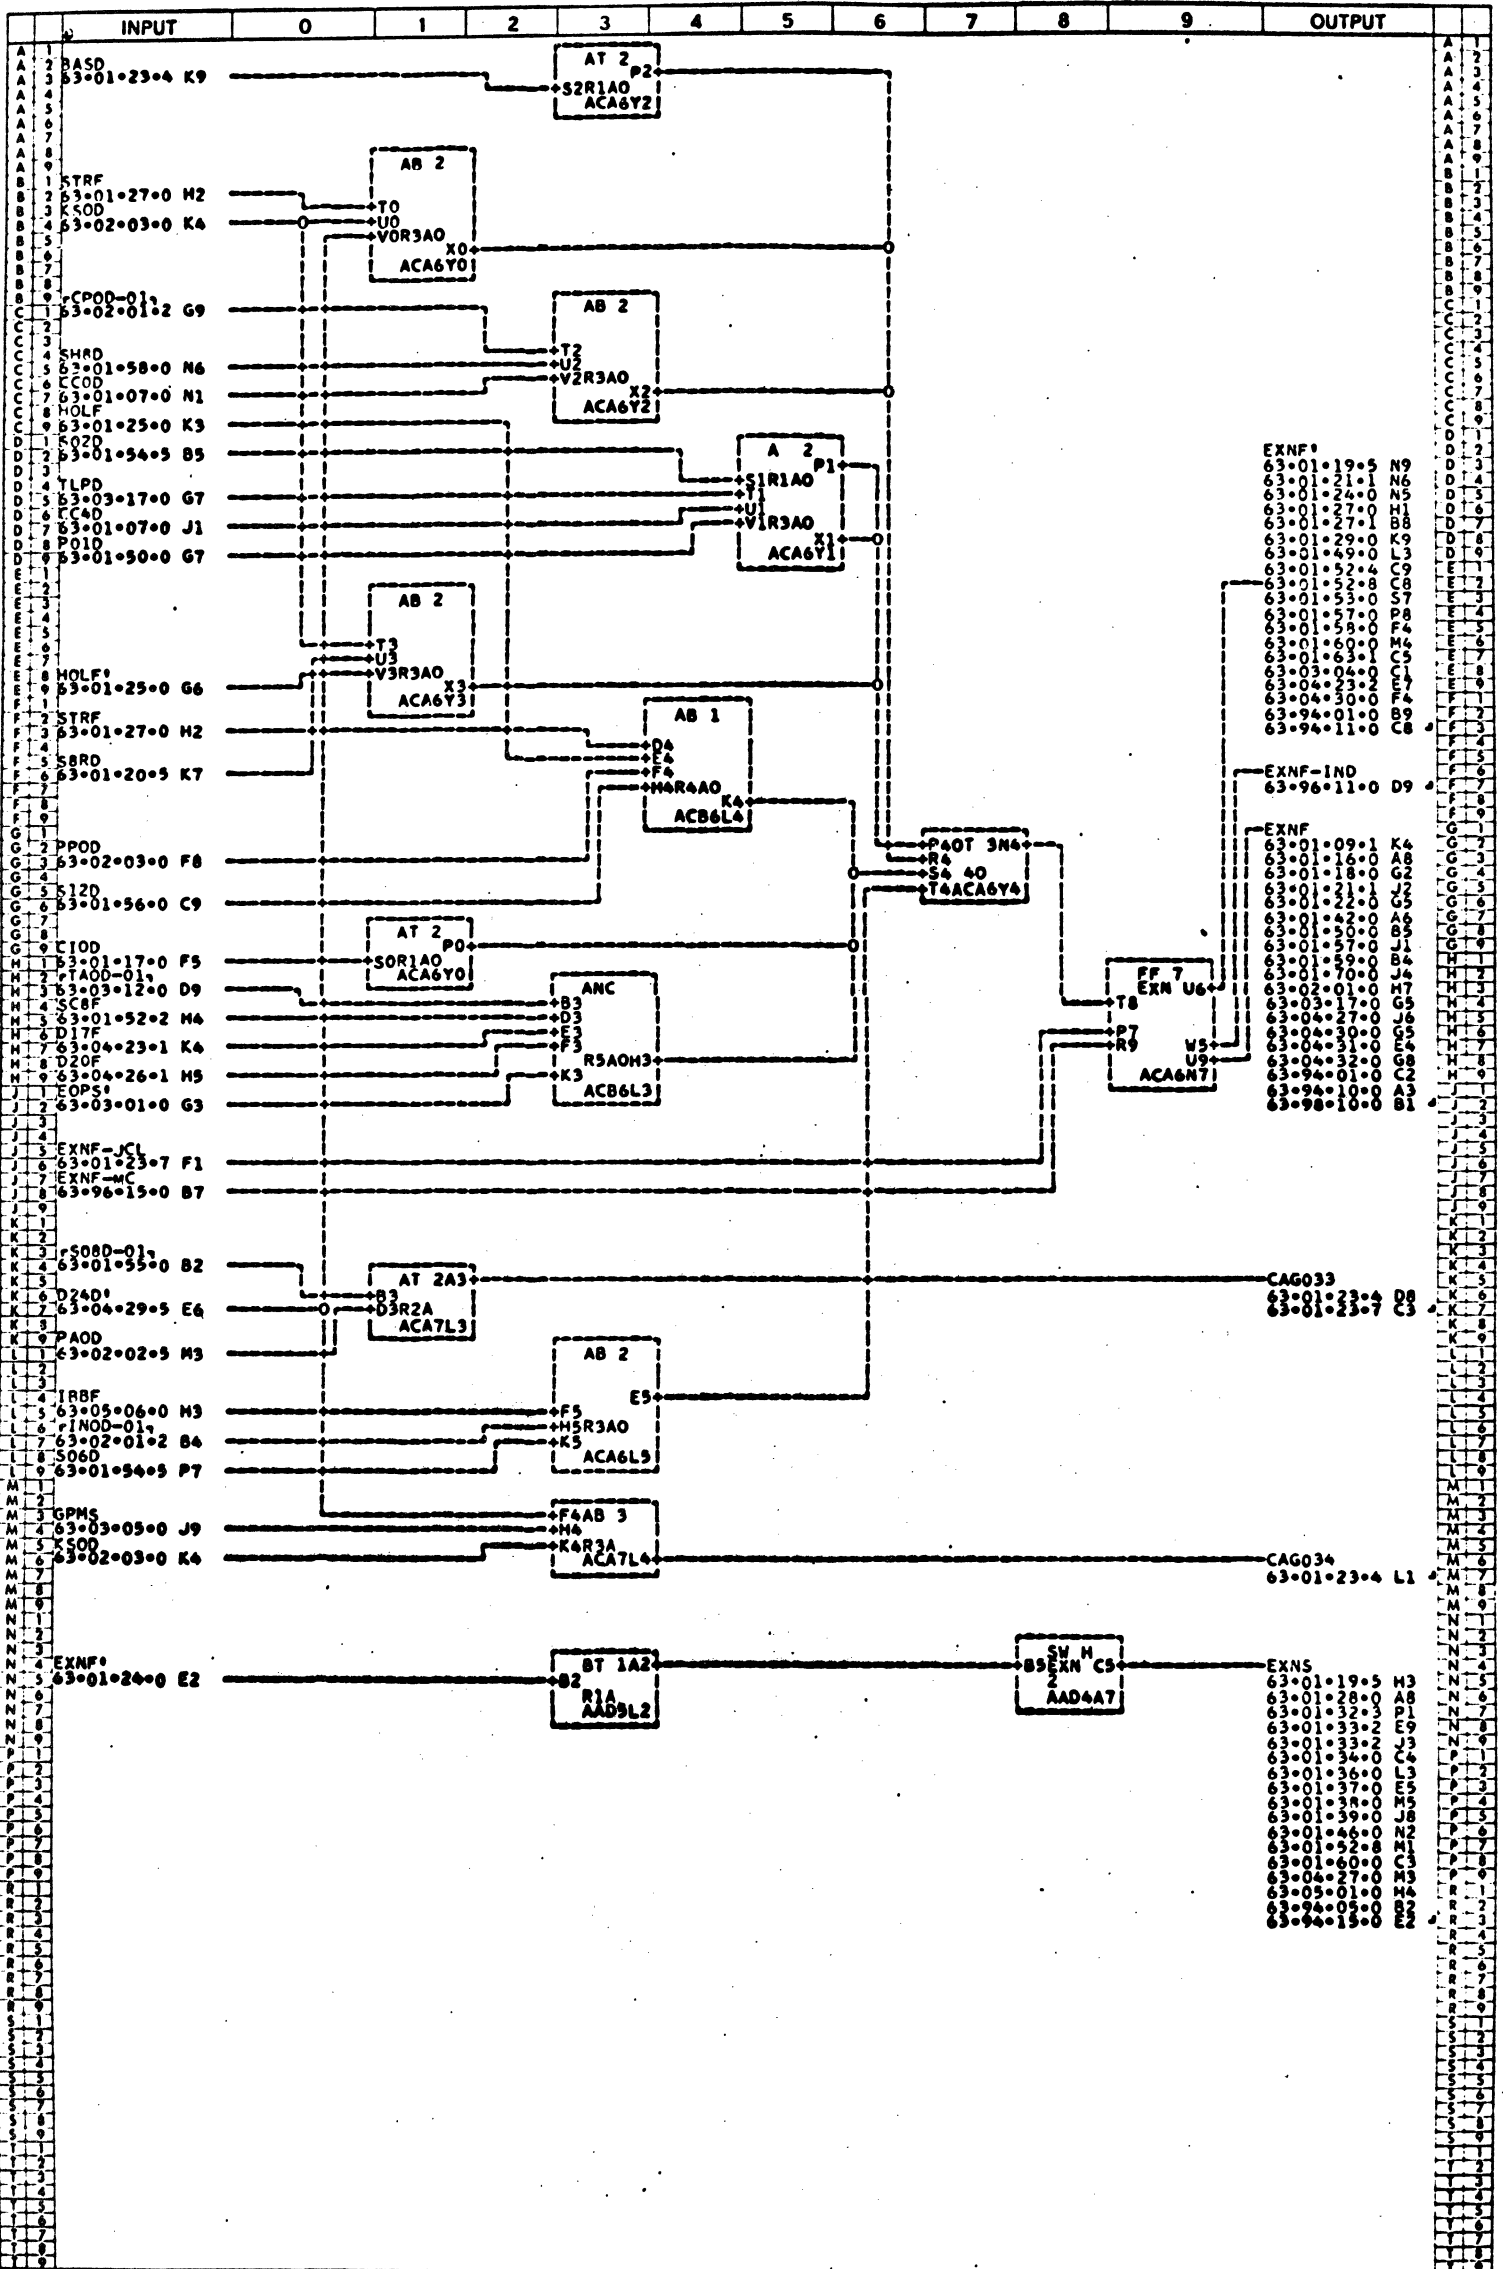 INPUT 0 1 2 3 4 5 6 7 8 9 OUTPUT
BASD
63•01•23•4 K9
AT 2
P2
S2R1AO
ACA6Y2
STRF
63•01•27•0 H2
KSOD
63•02•03•0 K4
AB 2
T0
U0
V0R3AO
X0
ACA6Y0
CPOD-01
63•02•01•2 G9
SHRD
63•01•58•0 N6
CCOD
63•01•07•0 N1
HOLF
63•01•25•0 K3
AB 2
T2
U2
V2R3AO
X2
ACA6Y2
S02D
63•01•54•5 B5
TLPD
63•03•17•0 G7
CC4D
63•01•07•0 J1
P01D
63•01•50•0 G7
A 2
P1
S1R1AO
T1
U1
V1R3AO
X1
ACA6Y1
EXNF'
63•01•19•5 N9
63•01•21•1 N6
63•01•24•0 N5
63•01•27•0 H1
63•01•27•1 B8
63•01•29•0 K9
63•01•49•0 L3
63•01•52•4 C9
63•01•52•8 C8
63•01•53•0 S7
63•01•57•0 P8
63•01•58•0 F4
63•01•60•0 M4
63•01•63•1 C5
63•03•04•0 C1
63•04•23•2 E7
63•04•30•0 F4
63•94•01•0 B9
63•94•11•0 C8
AB 2
T3
U3
V3R3AO
X3
ACA6Y3
HOLF'
63•01•25•0 G6
STRF
63•01•27•0 H2
SBRD
63•01•20•5 K7
AB 1
D4
E4
F4
H4R4AO
K4
ACB6L4
EXNF-IND
63•96•11•0 D9
PPOD
63•02•03•0 F8
S12D
63•01•56•0 C9
P4OT 3N4
R4
S4 4O
T4ACA6Y4
EXNF
63•01•09•1 K4
63•01•16•0 A8
63•01•18•0 G2
63•01•21•1 J2
63•01•22•0 G5
63•01•42•0 A6
63•01•50•0 B5
63•01•57•0 J1
63•01•59•0 B4
63•01•70•0 J4
63•02•01•0 H7
63•03•17•0 G5
63•04•27•0 J6
63•04•30•0 G5
63•04•31•0 E4
63•04•32•0 G8
63•94•01•0 C2
63•94•10•0 A3
63•98•10•0 B1
CIOD
63•01•17•0 F5
AT 2
P0
S0R1AO
ACA6Y0
TAOD-01
63•03•12•0 D9
SC8F
63•01•52•2 H4
D17F
63•04•23•1 K4
D20F
63•04•26•1 H5
EOPS'
63•03•01•0 G3
ANC
B3
D3
E3
F3
R5AOH3
K3
ACB6L3
FF 7
EXN U6
T8
P7
R9
W5
U9
ACA6N7
EXNF-JCL
63•01•23•7 F1
EXNF-MC
63•96•15•0 B7
S08D-01
63•01•55•0 B2
D24D'
63•04•29•5 E6
PAOD
63•02•02•5 M3
AT 2A3
B3
D3R2A
ACA7L3
CAG033
63•01•23•4 D8
63•01•23•7 C3
IBBF
63•05•06•0 H3
INOD-01
63•02•01•2 B4
S06D
63•01•54•5 P7
AB 2
E5
F5
H5R3AO
K5
ACA6L5
GPMS
63•03•05•0 J9
KSOD
63•02•03•0 K4
F4AB 3
H4
K4R3A
ACA7L4
CAG034
63•01•23•4 L1
EXNF'
63•01•24•0 E2
BT 1A2
B2
R1A
AAD5L2
SW H
B5EXN C5
2
AAD4A7
EXNS
63•01•19•5 H3
63•01•28•0 A8
63•01•32•3 P1
63•01•33•2 E9
63•01•33•2 J3
63•01•34•0 C4
63•01•36•0 L3
63•01•37•0 E5
63•01•38•0 M5
63•01•39•0 J8
63•01•46•0 N2
63•01•52•8 M1
63•01•60•0 C3
63•04•27•0 M3
63•05•01•0 H4
63•94•05•0 B2
63•94•15•0 E2